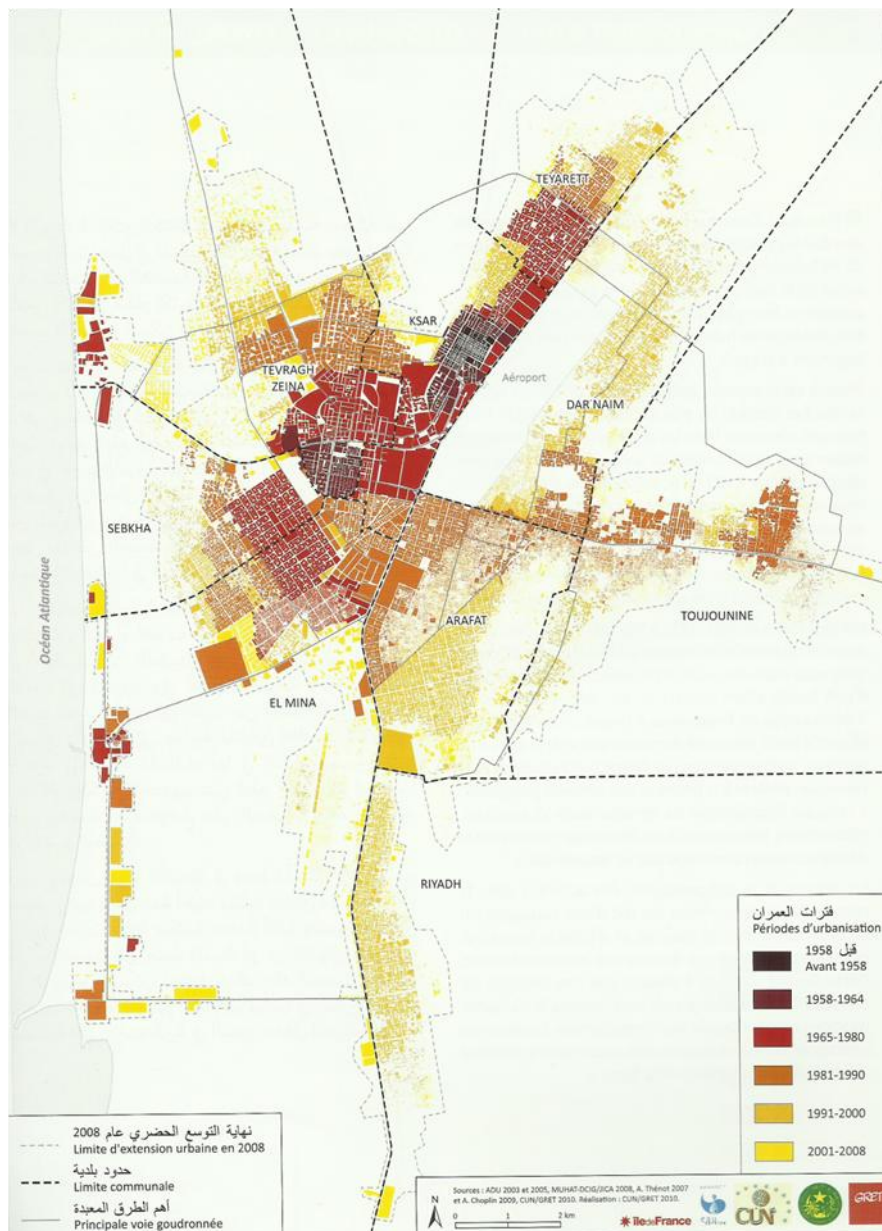 TEYARETT
KSAR
TEVRAGH
ZEINA
Aéroport
DAR NAIM
SEBKHA
Océan Atlantique
ARAFAT
TOUJOUNINE
EL MINA
RIYADH
فترات العمران
Périodes d'urbanisation
قبل 1958
Avant 1958
1958-1964
1965-1980
1981-1990
1991-2000
2001-2008
نهاية التوسع الحضري عام 2008
Limite d'extension urbaine en 2008
حدود بلدية
Limite communale
أهم الطرق المعبدة
Principale voie goudronnée
N
0 1 2 km
Sources : ADU 2003 et 2005, MUHAT-DCIG/JICA 2008, A. Thénot 2007
et A. Choplin 2009, CUN/GRET 2010. Réalisation : CUN/GRET 2010.
îledeFrance
CUN
GRET